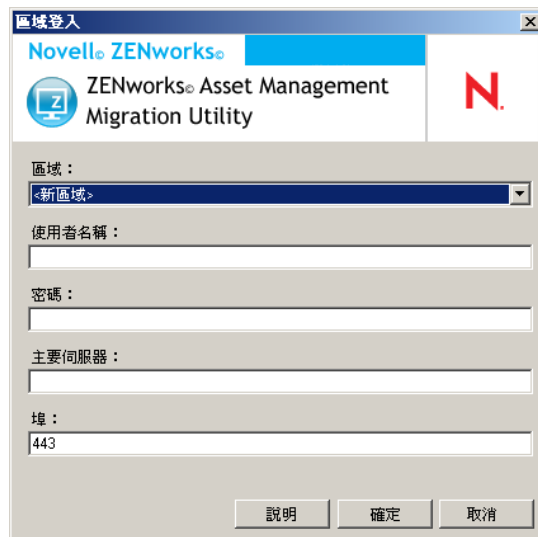 區域登入
Novell® ZENworks®
ZENworks® Asset Management
Migration Utility
Z
N.
區域：
<新區域>
使用者名稱：
密碼：
主要伺服器：
埠：
443
說明
確定
取消